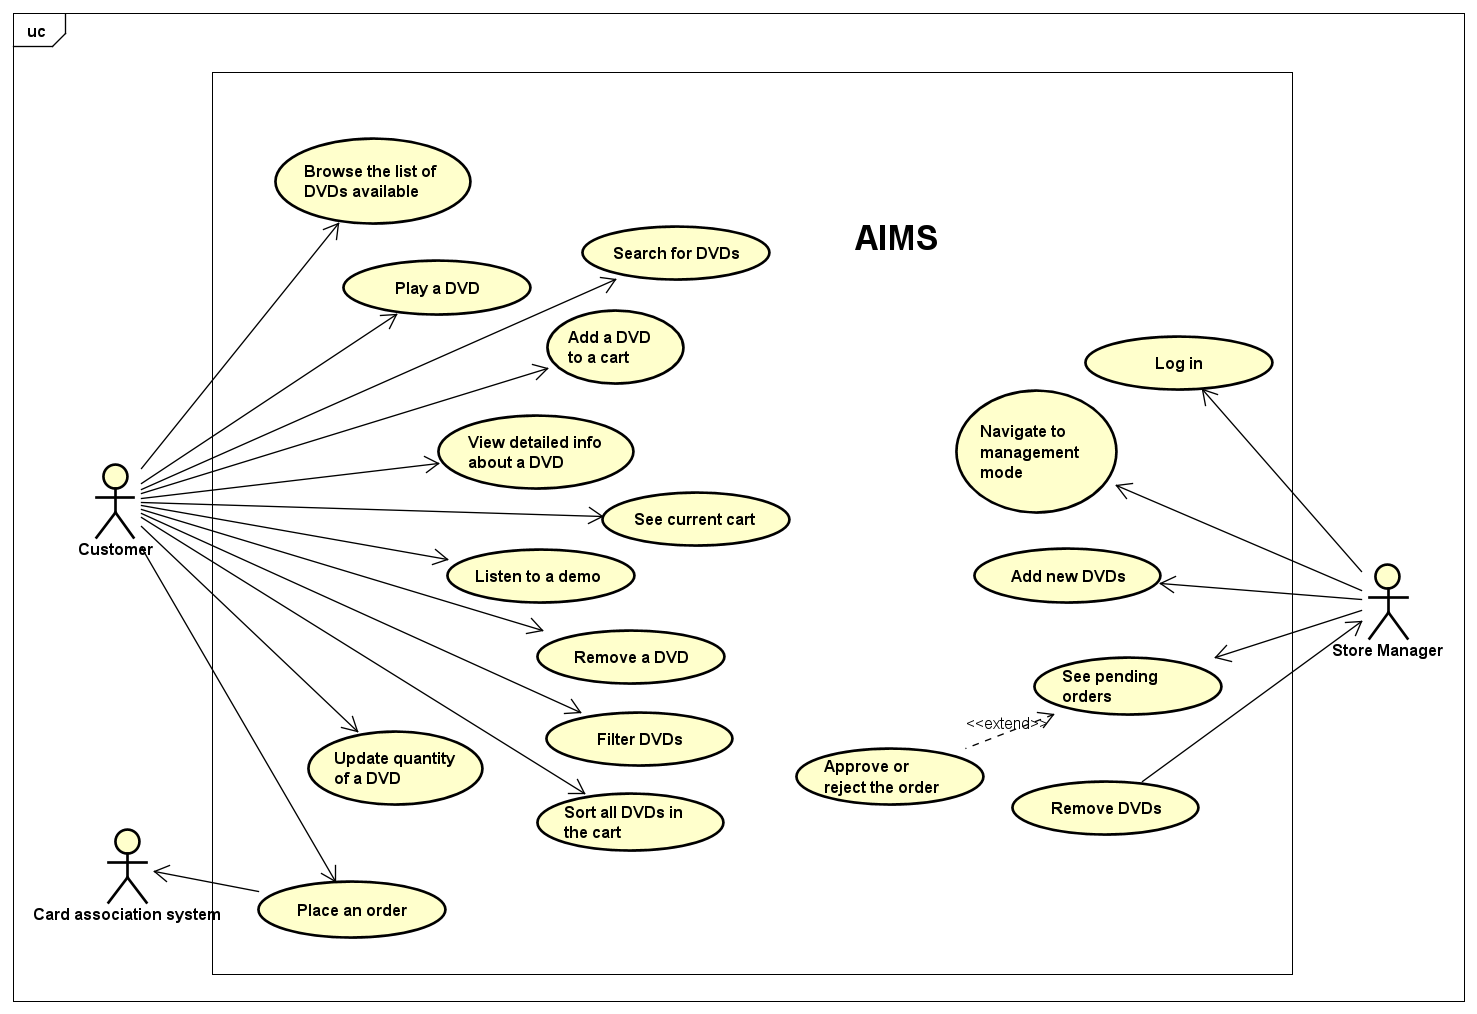 uc
Browse the list of
DVDs available
AIMS
Search for DVDs
Play a DVD
Add a DVD
to a cart
Log in
View detailed info
about a DVD
Navigate to
management
mode
See current cart
Customer
Listen to a demo
Add new DVDs
Remove a DVD
Store Manager
See pending
orders
<<extend>>
Filter DVDs
Update quantity
of a DVD
Approve or
reject the order
Remove DVDs
Sort all DVDs in
the cart
Card association system
Place an order